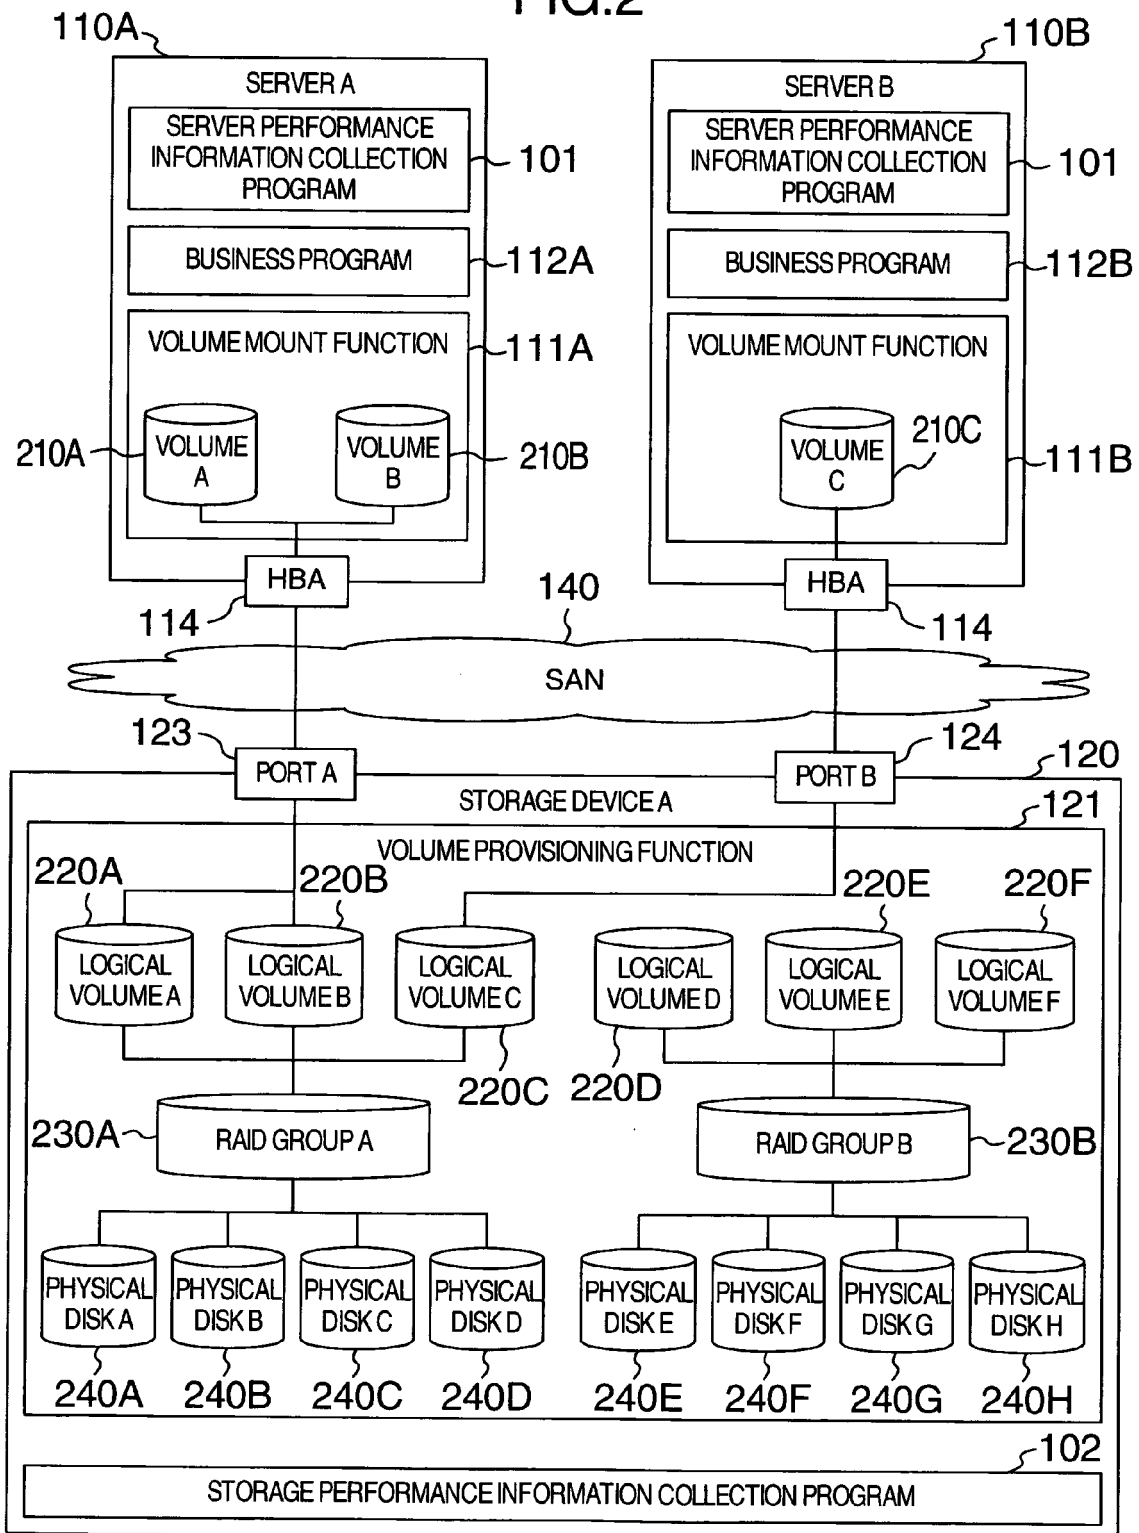 FIG.2
110A
110B
SERVER A
SERVER PERFORMANCE
INFORMATION COLLECTION
PROGRAM
101
BUSINESS PROGRAM
112A
VOLUME MOUNT FUNCTION
111A
210A
VOLUME
A
VOLUME
B
210B
HBA
114
SERVER B
SERVER PERFORMANCE
INFORMATION COLLECTION
PROGRAM
101
BUSINESS PROGRAM
112B
VOLUME MOUNT FUNCTION
VOLUME
C
210C
111B
HBA
114
140
SAN
123
PORT A
124
PORT B
120
STORAGE DEVICE A
121
VOLUME PROVISIONING FUNCTION
220A
220B
220E
220F
LOGICAL
VOLUME A
LOGICAL
VOLUME B
LOGICAL
VOLUME C
LOGICAL
VOLUME D
LOGICAL
VOLUME E
LOGICAL
VOLUME F
220C
220D
230A
RAID GROUP A
RAID GROUP B
230B
PHYSICAL
DISK A
PHYSICAL
DISK B
PHYSICAL
DISK C
PHYSICAL
DISK D
PHYSICAL
DISK E
PHYSICAL
DISK F
PHYSICAL
DISK G
PHYSICAL
DISK H
240A
240B
240C
240D
240E
240F
240G
240H
102
STORAGE PERFORMANCE INFORMATION COLLECTION PROGRAM